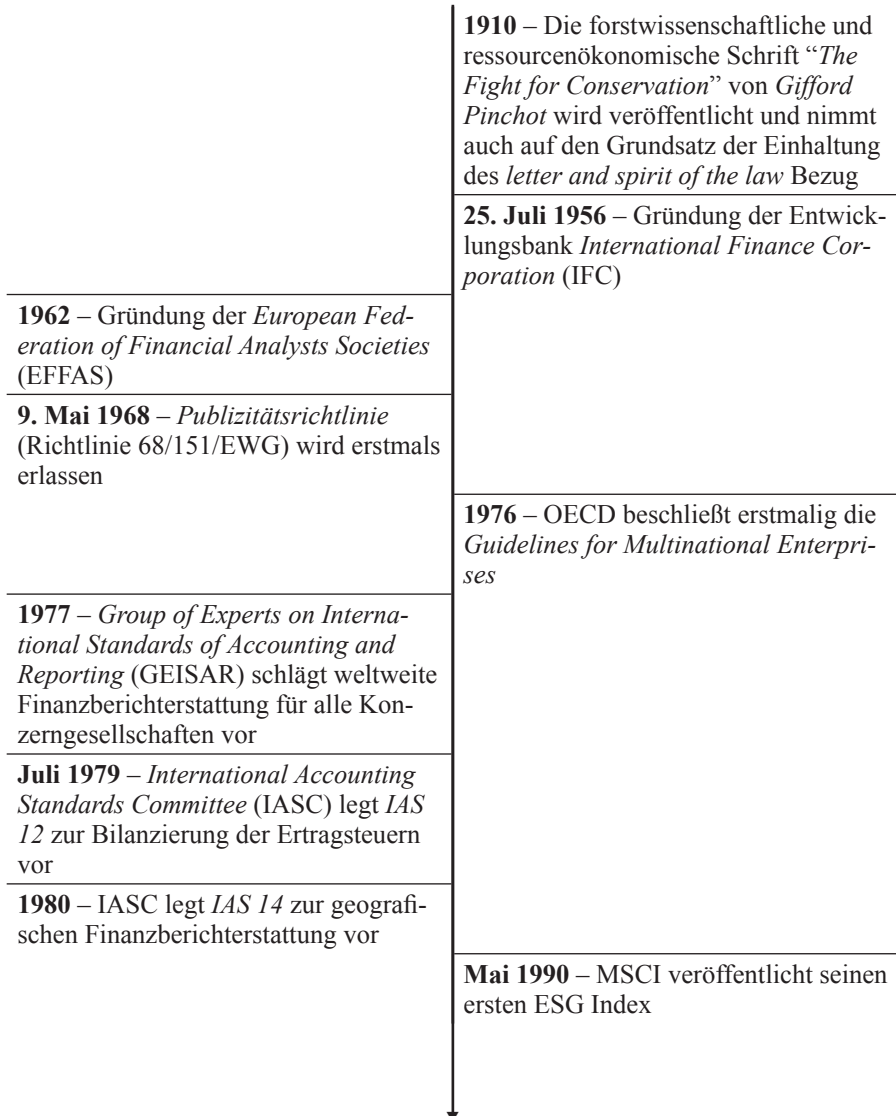 1910 – Die forstwissenschaftliche und
ressourcenökonomische Schrift “The
Fight for Conservation” von Gifford
Pinchot wird veröffentlicht und nimmt
auch auf den Grundsatz der Einhaltung
des letter and spirit of the law Bezug
25. Juli 1956 – Gründung der Entwick-
lungsbank International Finance Cor-
poration (IFC)
1962 – Gründung der European Fed-
eration of Financial Analysts Societies
(EFFAS)
9. Mai 1968 – Publizitätsrichtlinie
(Richtlinie 68/151/EWG) wird erstmals
erlassen
1976 – OECD beschließt erstmalig die
Guidelines for Multinational Enterpri-
ses
1977 – Group of Experts on Interna-
tional Standards of Accounting and
Reporting (GEISAR) schlägt weltweite
Finanzberichterstattung für alle Kon-
zerngesellschaften vor
Juli 1979 – International Accounting
Standards Committee (IASC) legt IAS
12 zur Bilanzierung der Ertragsteuern
vor
1980 – IASC legt IAS 14 zur geografi-
schen Finanzberichterstattung vor
Mai 1990 – MSCI veröffentlicht seinen
ersten ESG Index